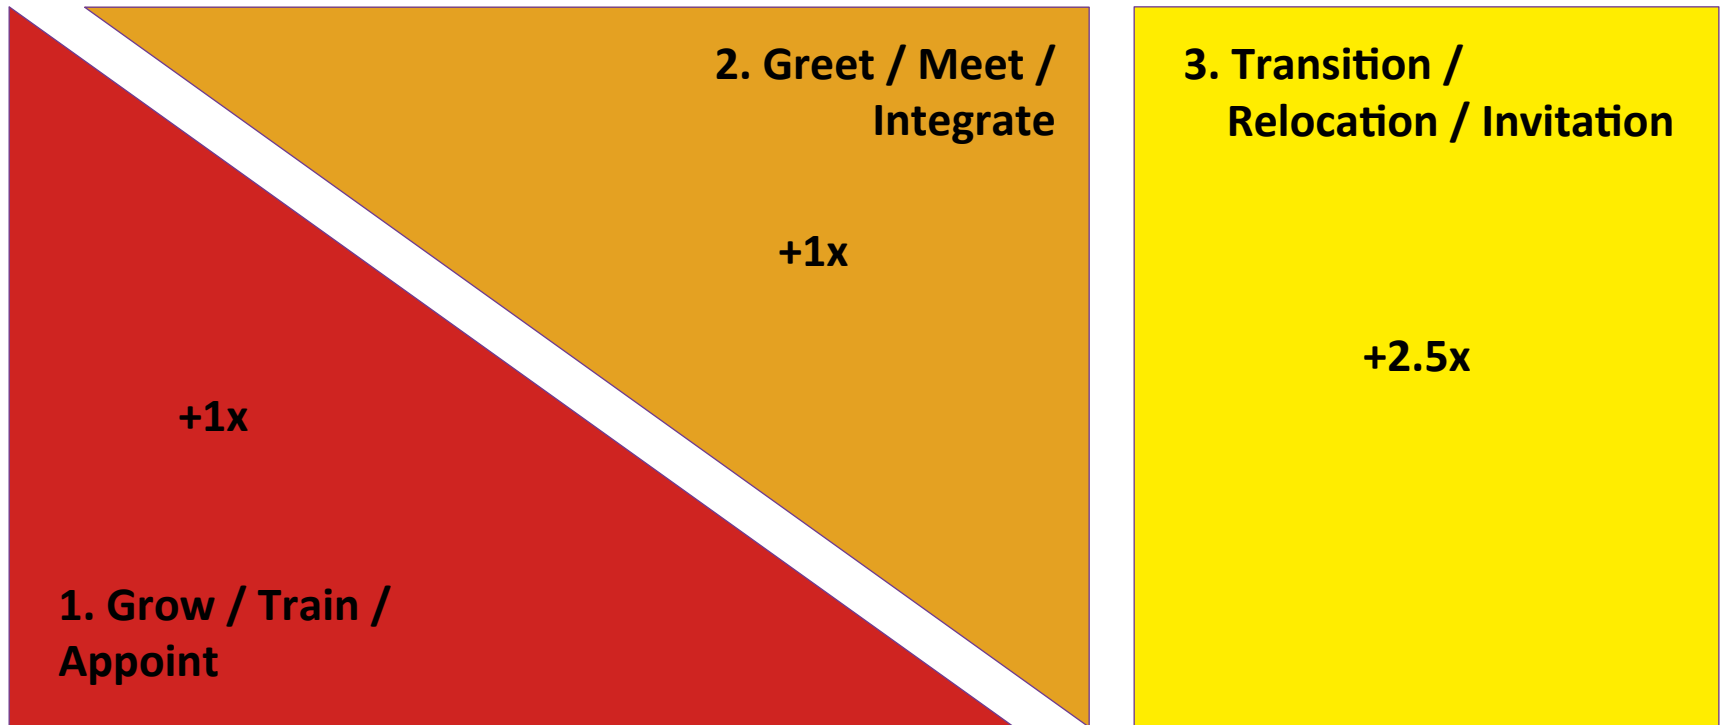 2. Greet / Meet /
Integrate
+1x
3. Transition /
Relocation / Invitation
+2.5x
+1x
1. Grow / Train /
Appoint